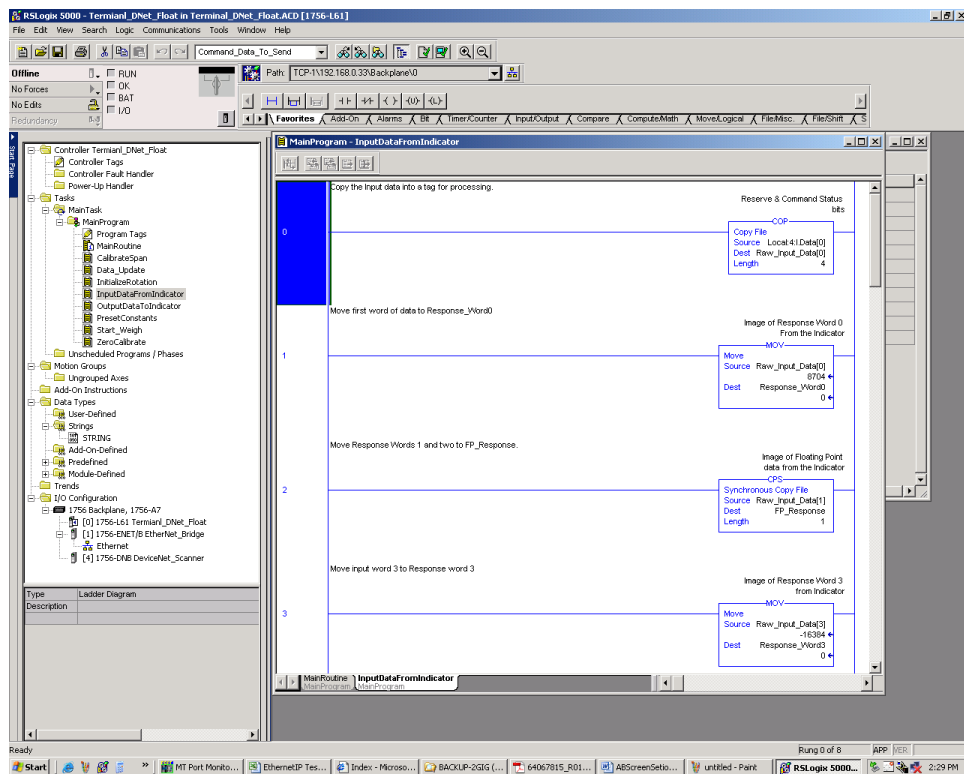 RSLogix 5000 - Termianl_DNet_Float in Terminal_DNet_Float.ACD [1756-L61]
File Edit View Search Logic Communications Tools Window Help
Command_Data_To_Send
Offline RUN
No Forces OK
No Edits BAT
Redundancy I/O
Path: TCP-1\192.168.0.33\Backplane\0
Favorites Add-On Alarms Bit Timer/Counter Input/Output Compare Compute/Math Move/Logical File/Misc. File/Shift S
Start Page
Controller Termianl_DNet_Float
Controller Tags
Controller Fault Handler
Power-Up Handler
Tasks
MainTask
MainProgram
Program Tags
MainRoutine
CalibrateSpan
Data_Update
InitializeRotation
InputDataFromIndicator
OutputDataToIndicator
PresetConstants
Start_Weigh
ZeroCalibrate
Unscheduled Programs / Phases
Motion Groups
Ungrouped Axes
Add-On Instructions
Data Types
User-Defined
Strings
STRING
Add-On-Defined
Predefined
Module-Defined
Trends
I/O Configuration
1756 Backplane, 1756-A7
[0] 1756-L61 Termianl_DNet_Float
[1] 1756-ENET/B EtherNet_Bridge
Ethernet
[4] 1756-DNB DeviceNet_Scanner
Type Ladder Diagram
Description
MainProgram - InputDataFromIndicator
Copy the Input data into a tag for processing.
Reserve & Command Status
bits
COP
0
Copy File
Source Local:4:I.Data[0]
Dest Raw_Input_Data[0]
Length 4
Move first word of data to Response_Word0
Image of Response Word 0
From the Indicator
MOV
1
Move
Source Raw_Input_Data[0]
8704
Dest Response_Word0
0
Move Response Words 1 and two to FP_Response.
Image of Floating Point
data from the Indicator
CPS
2
Synchronous Copy File
Source Raw_Input_Data[1]
Dest FP_Response
Length 1
Move input word 3 to Response word 3
Image of Response Word 3
from Indicator
MOV
3
Move
Source Raw_Input_Data[3]
-16384
Dest Response_Word3
0
MainRoutine InputDataFromIndicator
MainProgram MainProgram
Ready Rung 0 of 8 APP VER
Start MT Port Monito... EthernetIP Tes... Index - Microso... BACKUP-2GIG (... 64067815_R01... ABScreenSetio... untitled - Paint RSLogix 5000... 2:29 PM